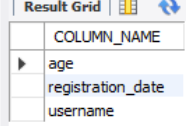 Result Grid
COLUMN_NAME
age
registration_date
username